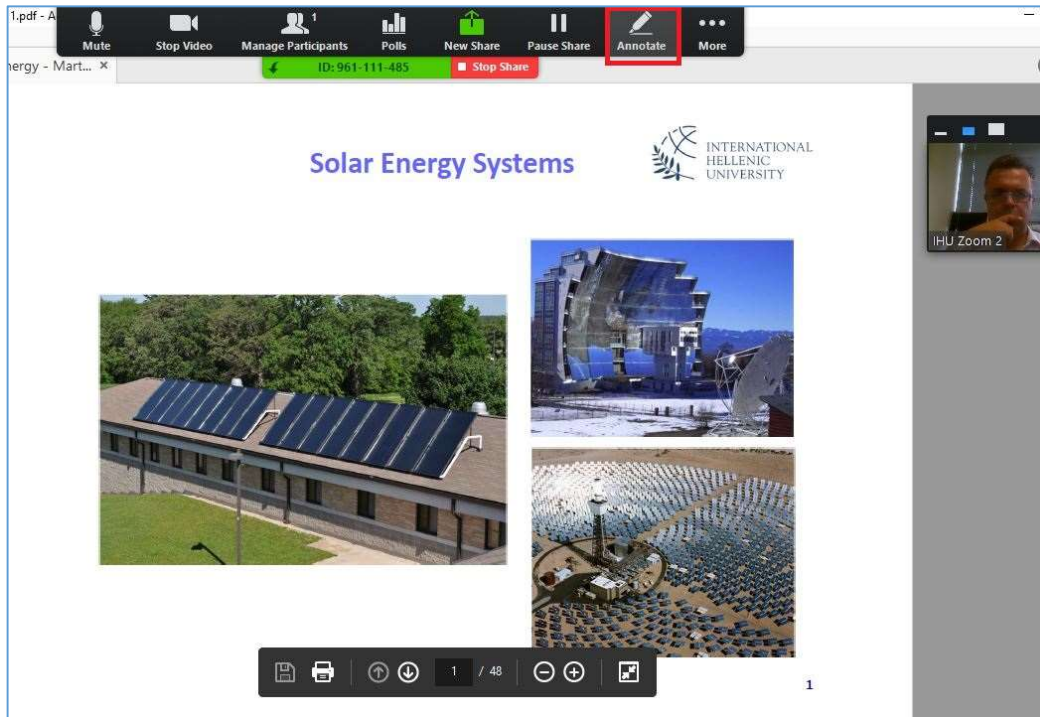 1.pdf - A
1
Mute
Stop Video
Manage Participants
Polls
New Share
Pause Share
Annotate
More
nergy - Mart... ×
ID: 961-111-485
Stop Share
Solar Energy Systems
INTERNATIONAL
HELLENIC
UNIVERSITY
IHU Zoom 2
1 / 48
1